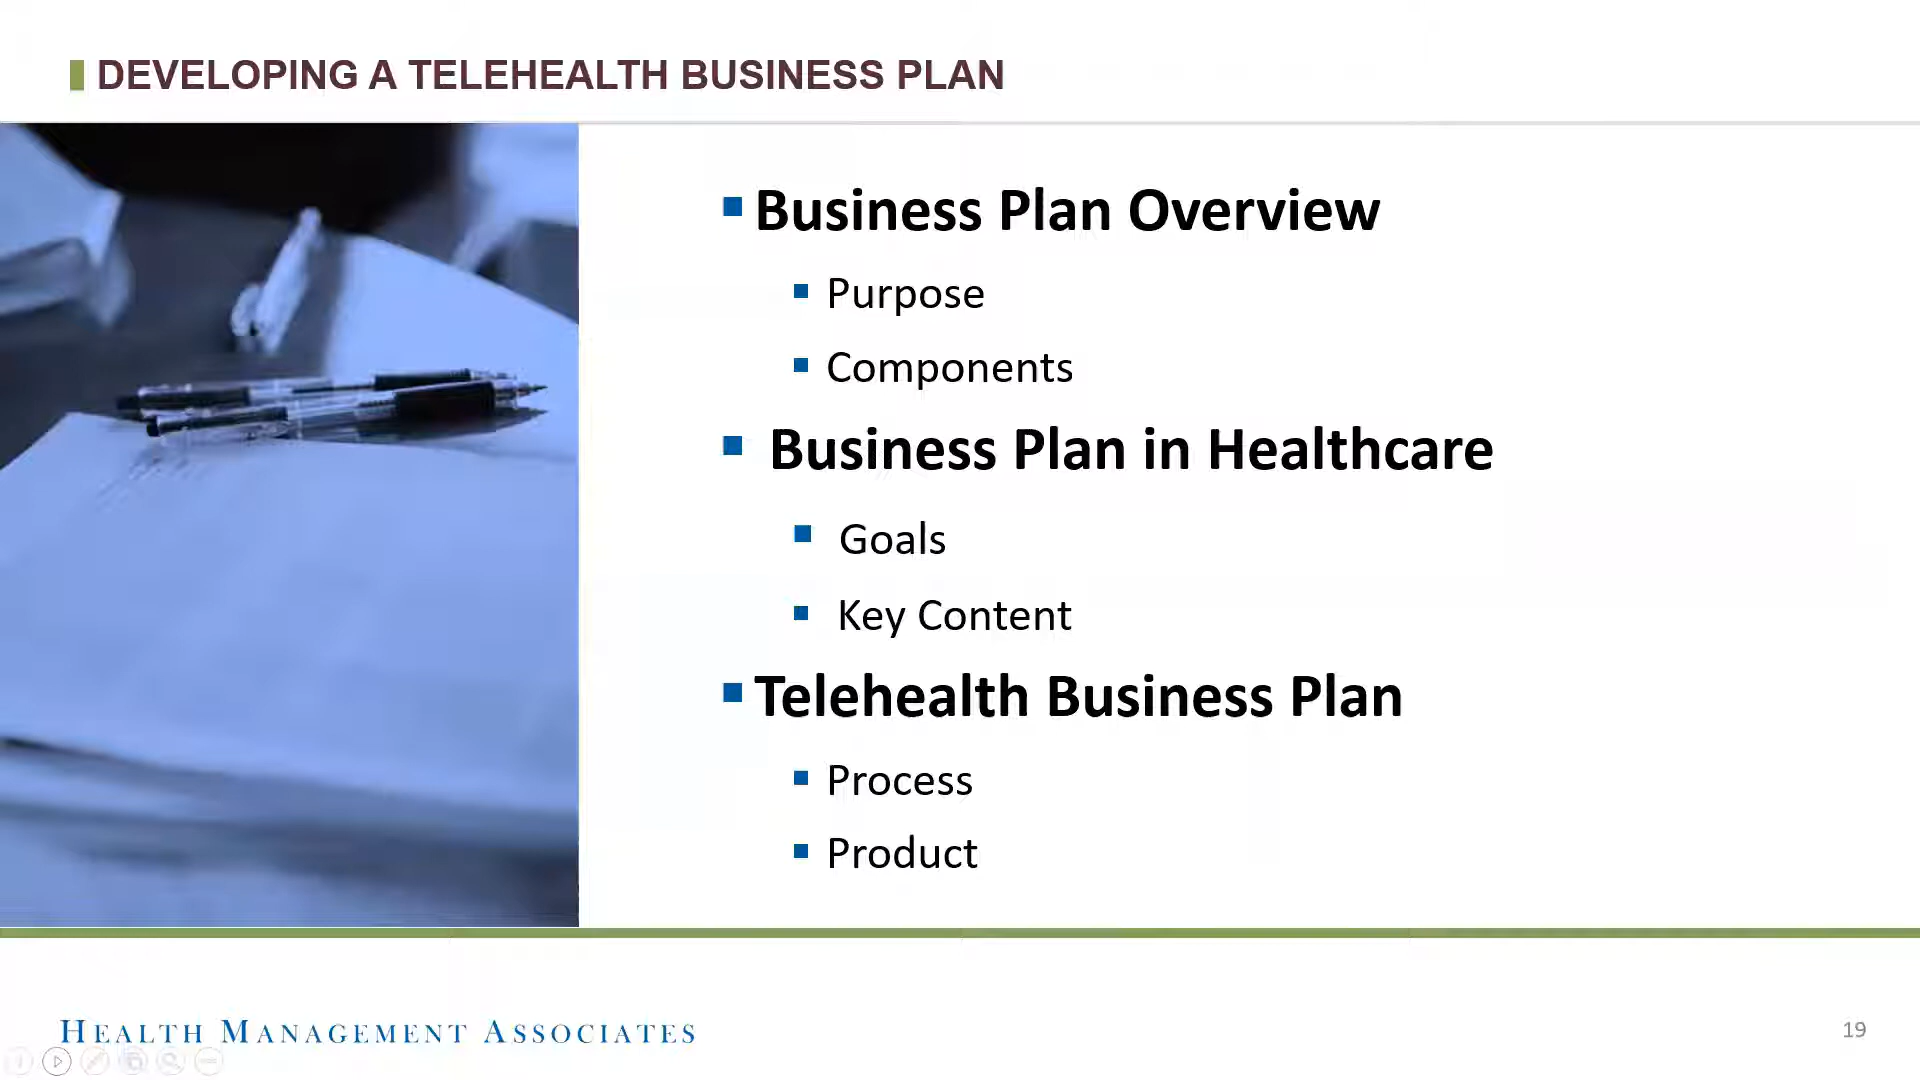 DEVELOPING A TELEHEALTH BUSINESS PLAN
Business Plan Overview
Purpose
Components
Business Plan in Healthcare
Goals
Key Content
Telehealth Business Plan
Process
Product
HEALTH MANAGEMENT ASSOCIATES
19